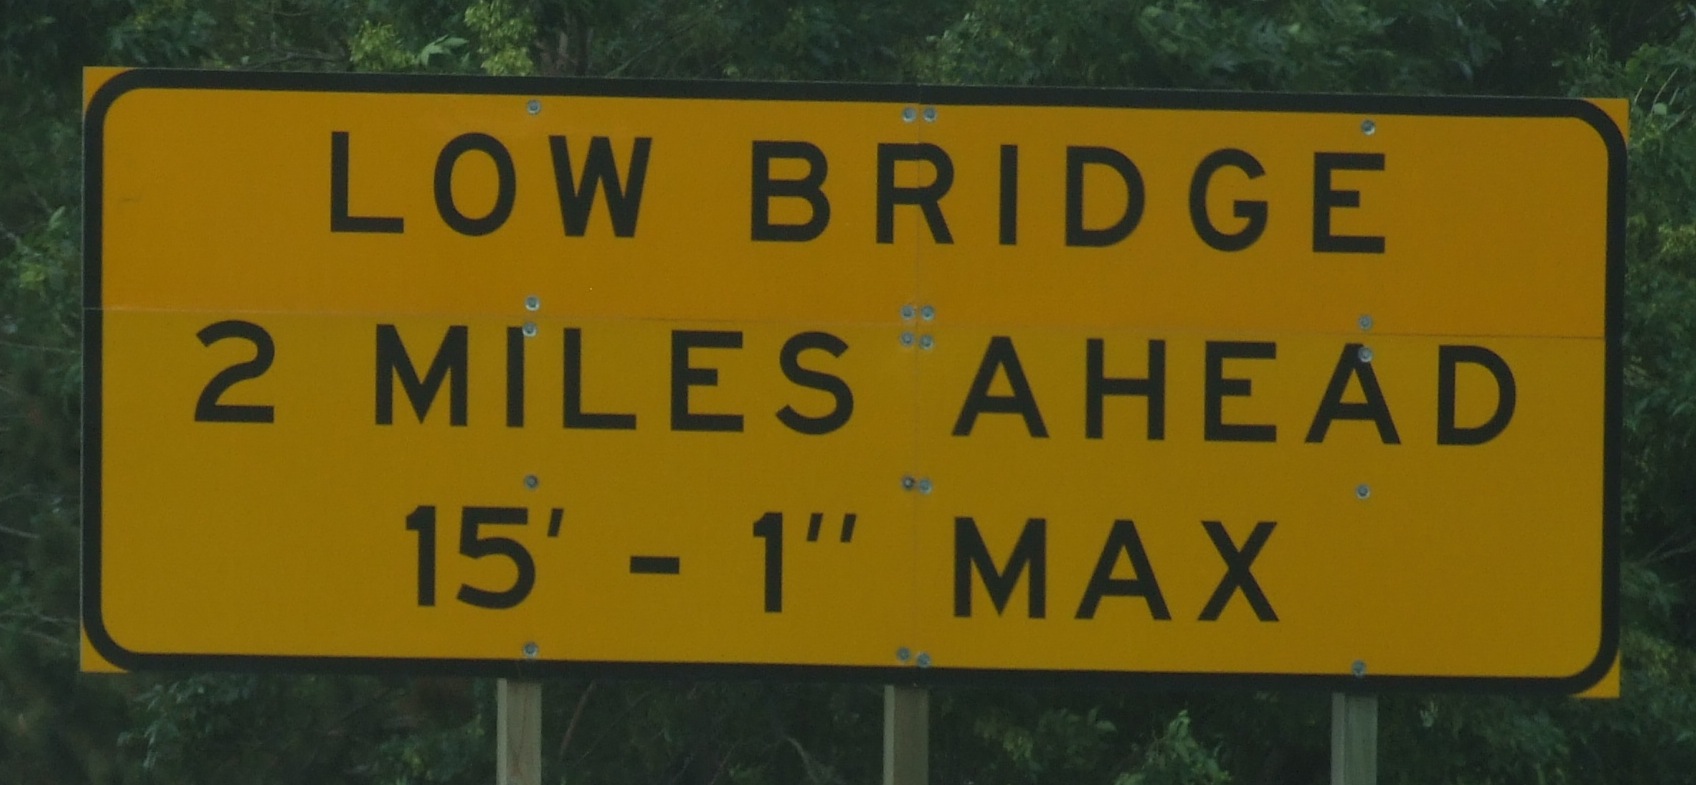 LOW BRIDGE
2 MILES AHEAD
15' - 1" MAX